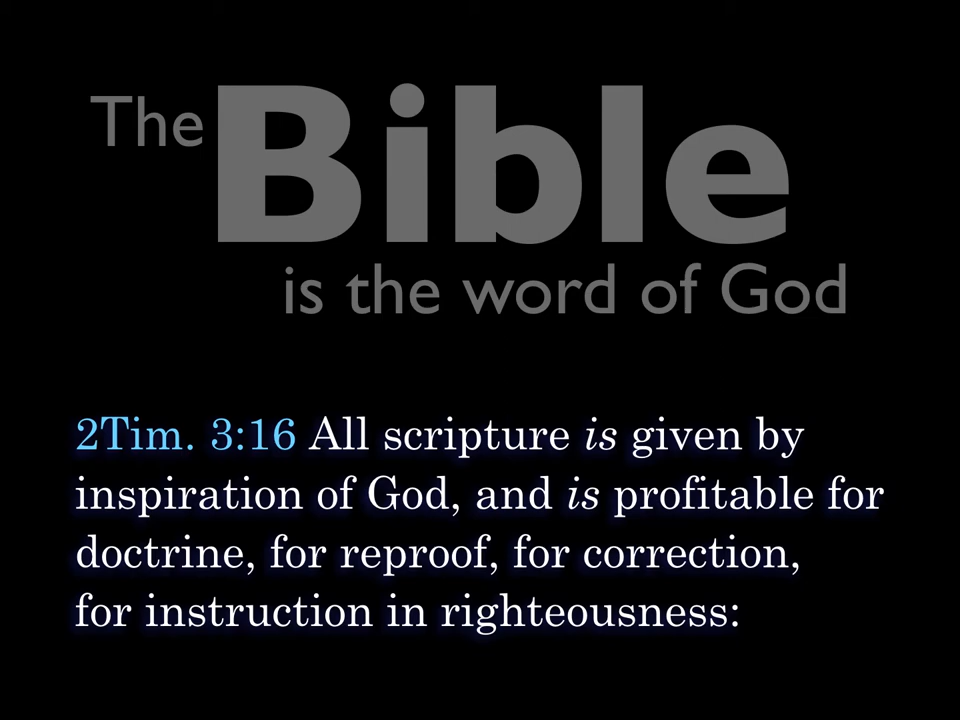 The Bible
is the word of God
2Tim. 3:16 All scripture is given by
inspiration of God, and is profitable for
doctrine, for reproof, for correction,
for instruction in righteousness: